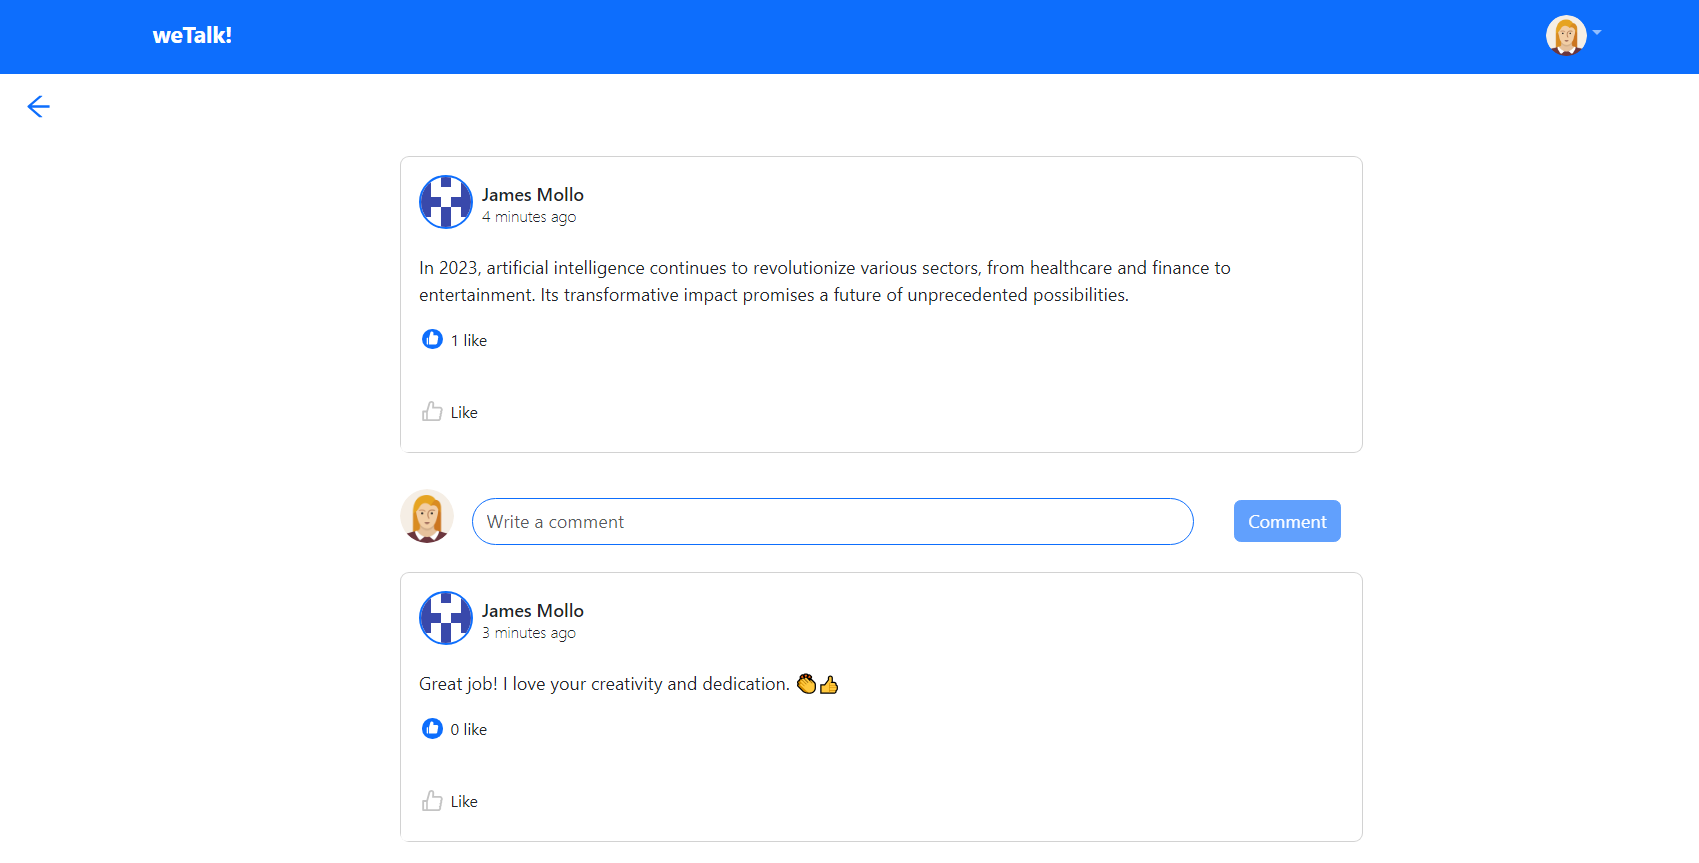 weTalk!
James Mollo
4 minutes ago
In 2023, artificial intelligence continues to revolutionize various sectors, from healthcare and finance to
entertainment. Its transformative impact promises a future of unprecedented possibilities.
1 like
Like
Write a comment
Comment
James Mollo
3 minutes ago
Great job! I love your creativity and dedication. 👏👍
0 like
Like